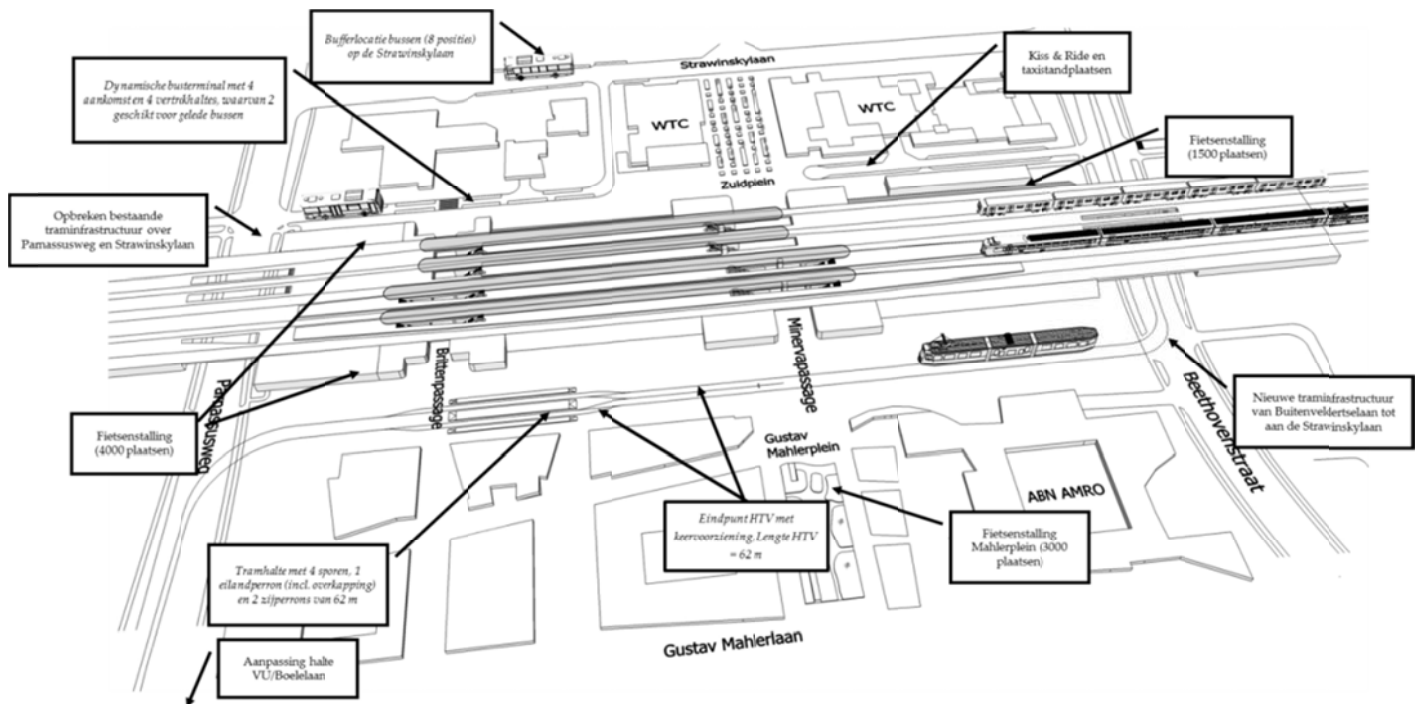 Bufferlocatie bussen (8 posities)
op de Strawinskylaan
Strawinskylaan
Kiss & Ride en
taxistandplaatsen
Dynamische busterminal met 4
aankomst en 4 vertrekhaltes, waarvan 2
geschikt voor gelede bussen
WTC
WTC
Fietsenstalling
(1500 plaatsen)
Zuidplein
Opbreken bestaande
traminfrastructuur over
Parnassusweg en Strawinskylaan
Brittenpassage
Minervapassage
Parnassusweg
Beethovenstraat
Nieuwe traminfrastructuur
van Buitenveldertselaan tot
aan de Strawinskylaan
Fietsenstalling
(4000 plaatsen)
Gustav
Mahlerplein
ABN AMRO
Eindpunt HTV met
keervoorziening. Lengte HTV
= 62 m
Fietsenstalling
Mahlerplein (3000
plaatsen)
Tramhalte met 4 sporen, 1
eilandperron (incl. overkapping)
en 2 zijperrons van 62 m
Gustav Mahlerlaan
Aanpassing halte
VU/Boelelaan